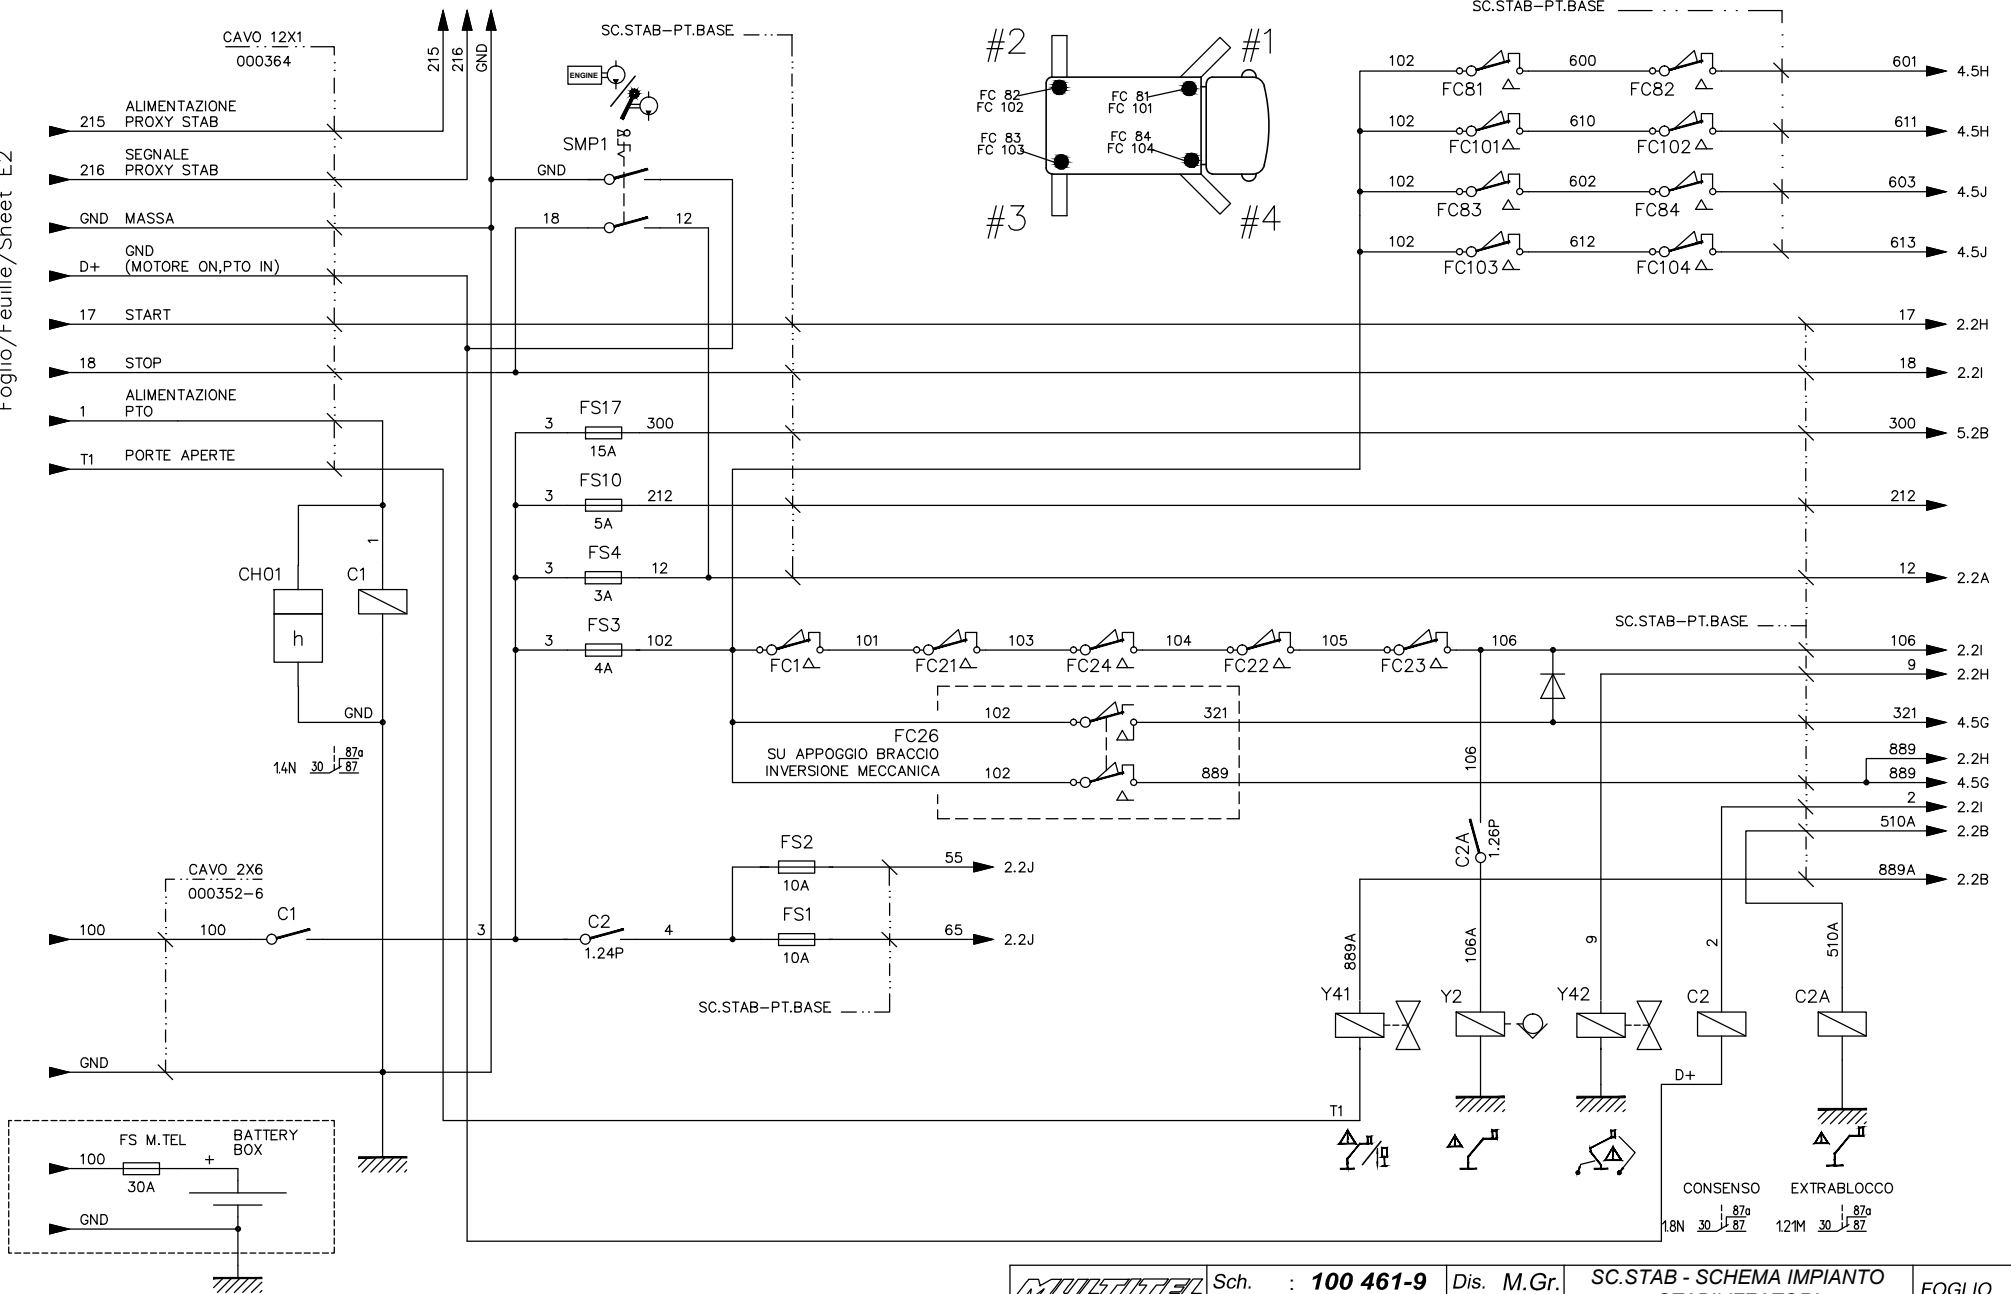 Foglio/Feuille/Sheet E2
CAVO 12X1
000364
215
216
GND
215 ALIMENTAZIONE
PROXY STAB
216 SEGNALE
PROXY STAB
GND MASSA
D+ GND
(MOTORE ON,PTO IN)
17 START
18 STOP
1 ALIMENTAZIONE
PTO
T1 PORTE APERTE
SC.STAB-PT.BASE
ENGINE
SMP1
GND
18 12
#2 #1
FC 82
FC 102
FC 81
FC 101
FC 83
FC 103
FC 84
FC 104
#3 #4
SC.STAB-PT.BASE
102 600 601 4.5H
FC81 FC82
102 610 611 4.5H
FC101 FC102
102 602 603 4.5J
FC83 FC84
102 612 613 4.5J
FC103 FC104
17 2.2H
18 2.2I
FS17
3 300 300 5.2B
15A
FS10
3 212 212
5A
FS4
3 12 12 2.2A
3A
FS3
3 102 101 103 104 105 106 106 2.2I
4A
FC1 FC21 FC24 FC22 FC23
SC.STAB-PT.BASE
9 2.2H
102 321 321 4.5G
FC26
SU APPOGGIO BRACCIO
INVERSIONE MECCANICA
102 889
889 2.2H
889 4.5G
2 2.2I
510A 2.2B
889A 2.2B
1
CH01 C1
h
GND
1.4N 30 87a
87
106
C2A
1.26P
CAVO 2X6
000352-6
100 100 C1 3
C2
1.24P
4
FS2
10A
55 2.2J
FS1
10A
65 2.2J
SC.STAB-PT.BASE
GND
889A
106A
9
2
510A
Y41 Y2 Y42 C2 C2A
D+
T1
FS M.TEL BATTERY
BOX
100 +
30A
GND
CONSENSO EXTRABLOCCO
1.8N 30 87a
87
1.21M 30 87a
87
MULTITEL Sch. : 100 461-9 Dis. M.Gr. SC.STAB - SCHEMA IMPIANTO
FOGLIO